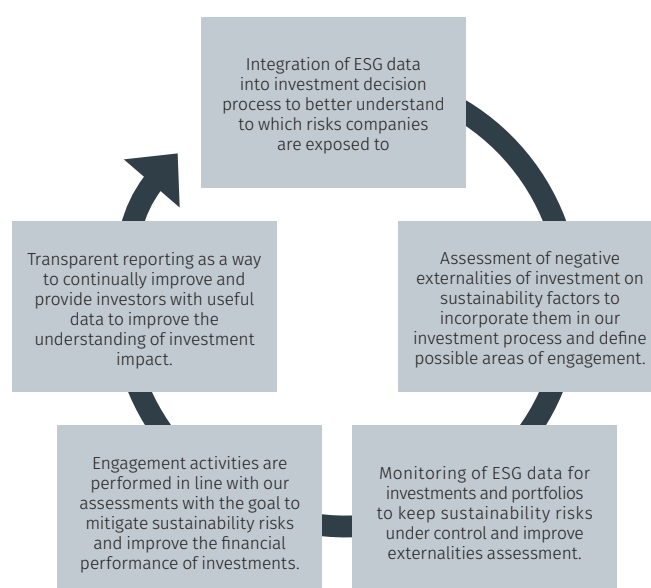 Integration of ESG data
into investment decision
process to better understand
to which risks companies
are exposed to
Assessment of negative
externalities of investment on
sustainability factors to
incorporate them in our
investment process and define
possible areas of engagement.
Monitoring of ESG data for
investments and portfolios
to keep sustainability risks
under control and improve
externalities assessment.
Engagement activities are
performed in line with our
assessments with the goal to
mitigate sustainability risks
and improve the financial
performance of investments.
Transparent reporting as a way
to continually improve and
provide investors with useful
data to improve the
understanding of investment
impact.